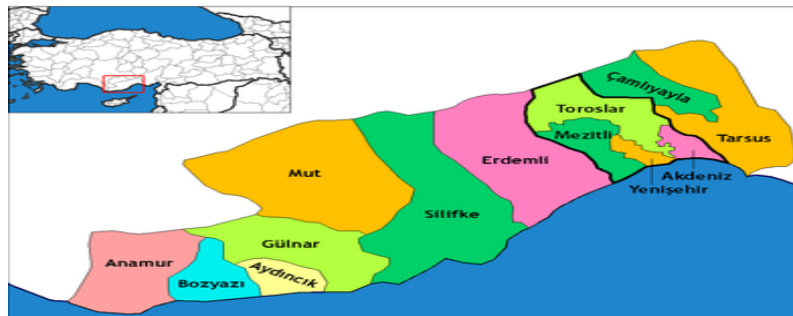 Çamlıyayla
Toroslar
Tarsus
Mezitli
Erdemli
Akdeniz
Yenişehir
Mut
Silifke
Gülnar
Anamur
Aydıncık
Bozyazı